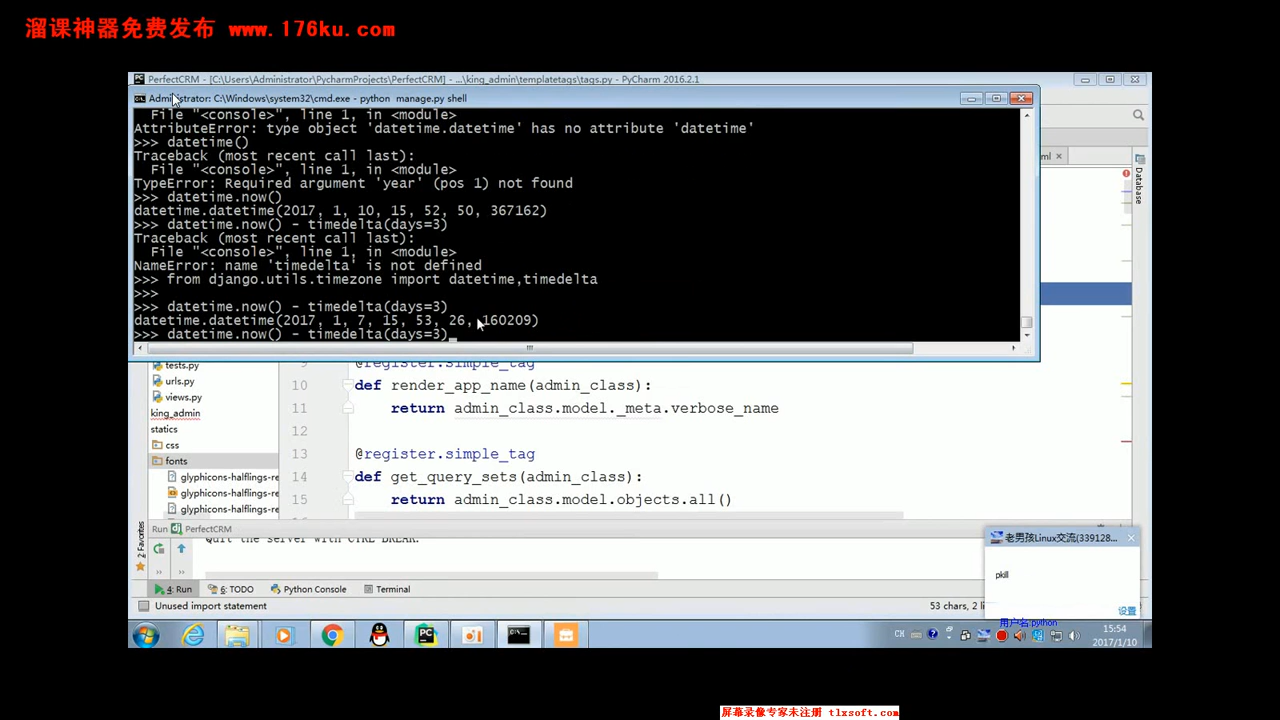 溜课神器免费发布 www.176ku.com
PerfectCRM - [C:\Users\Administrator\PycharmProjects\PerfectCRM] - ...\king_admin\templatetags\tags.py - PyCharm 2016.2.1
Administrator: C:\Windows\system32\cmd.exe - python manage.py shell
File "<console>", line 1, in <module>
AttributeError: type object 'datetime.datetime' has no attribute 'datetime'
>>> datetime()
Traceback (most recent call last):
File "<console>", line 1, in <module>
TypeError: Required argument 'year' (pos 1) not found
>>> datetime.now()
datetime.datetime(2017, 1, 10, 15, 52, 50, 367162)
>>> datetime.now() - timedelta(days=3)
Traceback (most recent call last):
File "<console>", line 1, in <module>
NameError: name 'timedelta' is not defined
>>> from django.utils.timezone import datetime,timedelta
>>>
>>> datetime.now() - timedelta(days=3)
datetime.datetime(2017, 1, 7, 15, 53, 26, 160209)
>>> datetime.now() - timedelta(days=3)
ml
Database
tests.py
urls.py
views.py
king_admin
statics
css
fonts
glyphicons-halflings-re
glyphicons-halflings-re
glyphicons-halflings-re
9 @register.simple_tag
10 def render_app_name(admin_class):
11 return admin_class.model._meta.verbose_name
12
13 @register.simple_tag
14 def get_query_sets(admin_class):
15 return admin_class.model.objects.all()
Run PerfectCRM
Quit the server with CTRL-BREAK.
2: Favorites
4: Run 6: TODO Python Console Terminal
Unused import statement
53 chars, 2 li
老男孩Linux交流(339128...
pkill
设置
用户名 python
CH
15:54
2017/1/10
屏幕录像专家未注册 tlxsoft.com